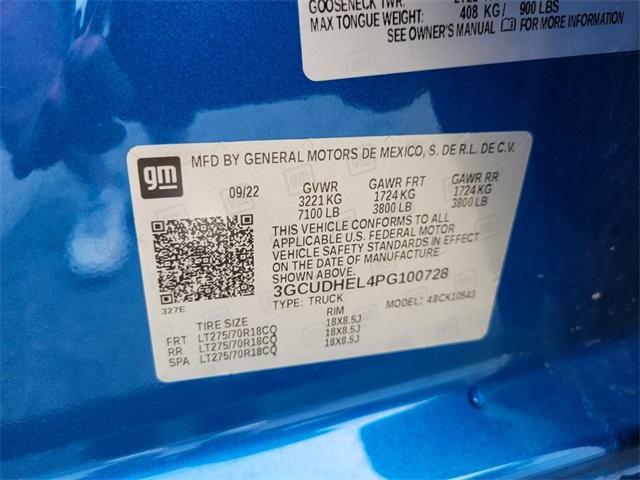 GOOSENECK TWR:
MAX TONGUE WEIGHT: 408 KG/ 900 LBS
SEE OWNER'S MANUAL FOR MORE INFORMATION
gm
MFD BY GENERAL MOTORS DE MEXICO, S. DE R.L. DE C.V.
09/22 GVWR GAWR FRT GAWR RR
3221 KG 1724 KG 1724 KG
7100 LB 3800 LB 3800 LB
THIS VEHICLE CONFORMS TO ALL
APPLICABLE U.S. FEDERAL MOTOR
VEHICLE SAFETY STANDARDS IN EFFECT
ON THE DATE OF MANUFACTURE
SHOWN ABOVE.
3GCUDHEL4PG100728
327E TYPE: TRUCK MODEL: 48CK10543
TIRE SIZE RIM
FRT LT275/70R18CQ 18X8.5J
RR LT275/70R18CQ 18X8.5J
SPA LT275/70R18CQ 18X8.5J